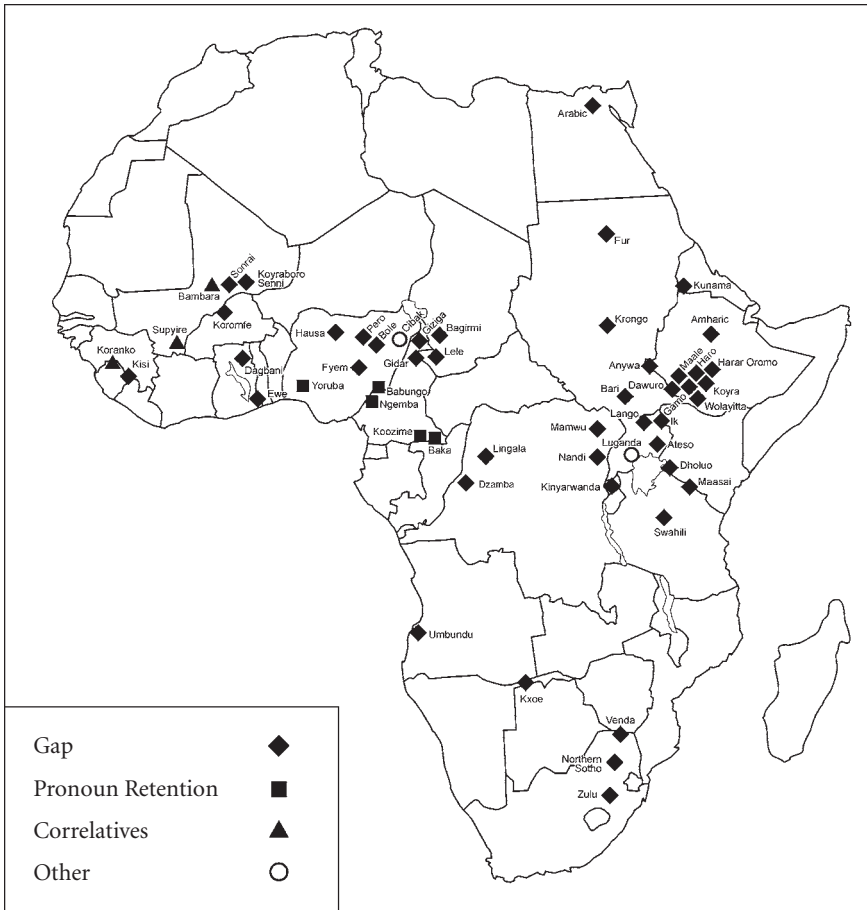 Arabic
Fur
Kunama
Sonrai
Koyraboro
Senni
Bambara
Koromfe
Supyire
Koranko
Kisi
Dagbani
Ewe
Hausa
Pero
Bole
Cibak
Giziga
Bagirmi
Fyem
Gidar
Lele
Yoruba
Babungo
Ngemba
Koozime
Baka
Krongo
Amharic
Anywa
Maale
Haro
Harar Oromo
Dawuro
Koyra
Bari
Gamo
Wolayitta
Lango
Ik
Mamwu
Luganda
Ateso
Lingala
Nandi
Dholuo
Dzamba
Kinyarwanda
Maasai
Swahili
Umbundu
Kxoe
Venda
Northern
Sotho
Zulu
Gap
Pronoun Retention
Correlatives
Other